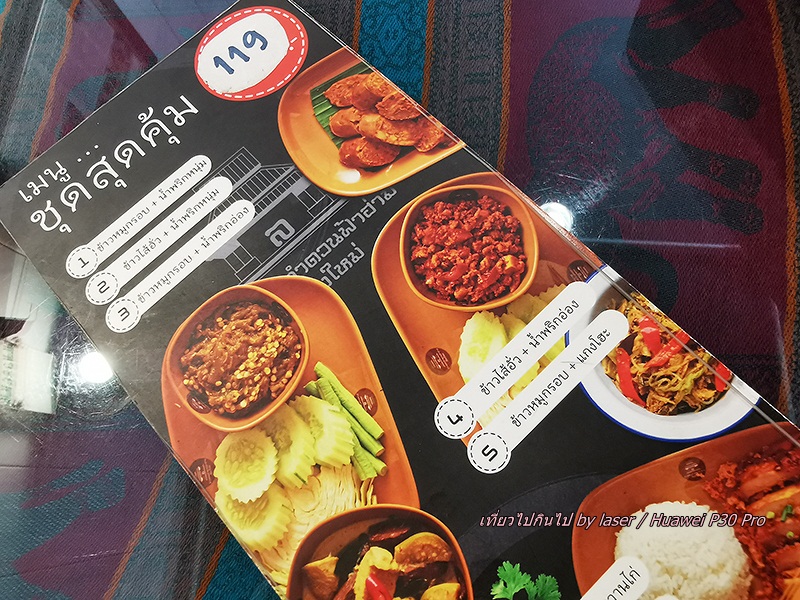 119
เมนู ...
ชุดสุดคุ้ม
1 ข้าวหมูกรอบ + น้ำพริกหนุ่ม
2 ข้าวไส้อั่ว + น้ำพริกหนุ่ม
3 ข้าวหมูกรอบ + น้ำพริกอ่อง
ล
4 ข้าวไส้อั่ว + น้ำพริกอ่อง
5 ข้าวหมูกรอบ + แกงโฮะ
เที่ยวไปกินไป by laser / Huawei P30 Pro